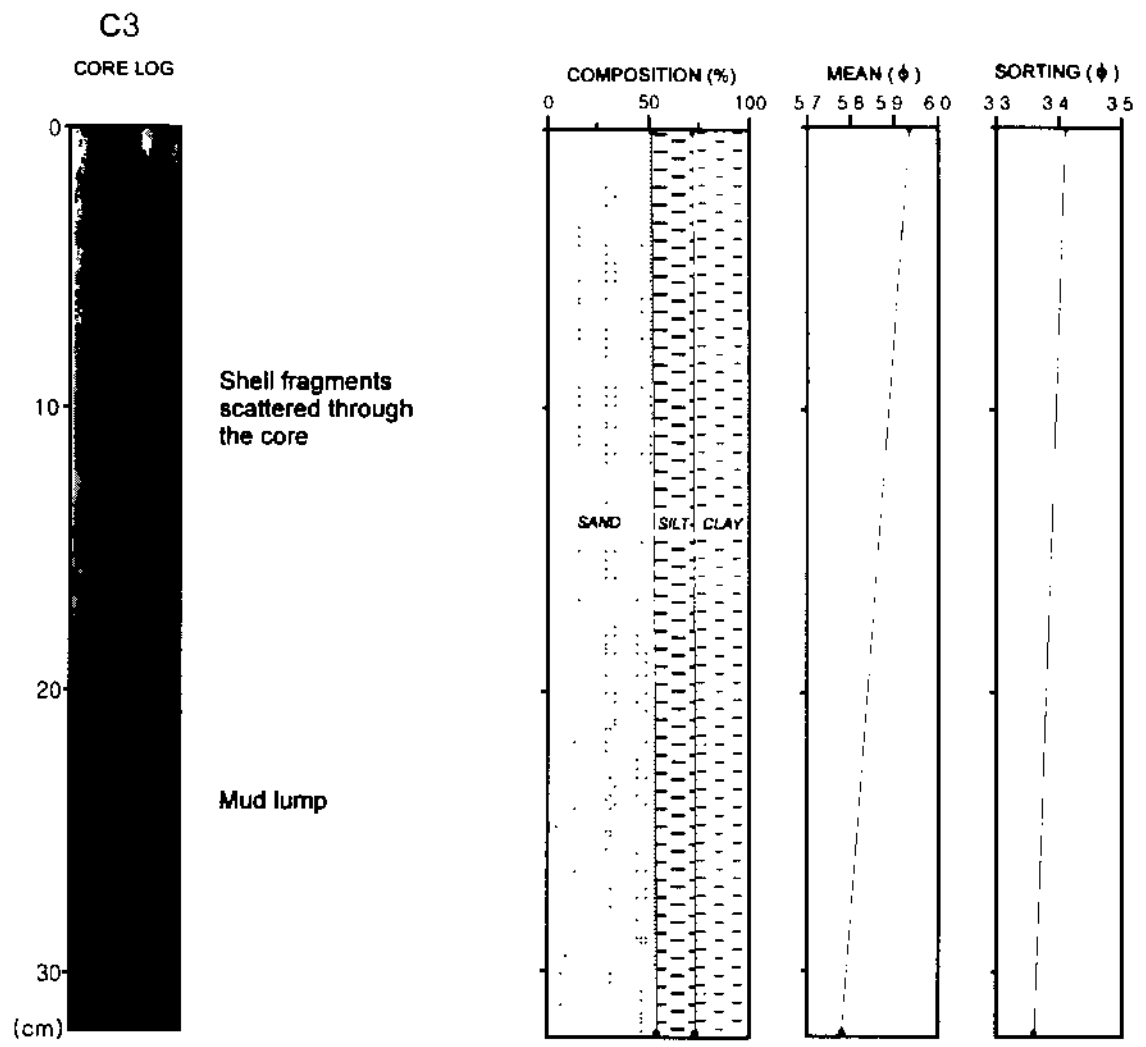 C3
CORE LOG
COMPOSITION (%)
MEAN (ϕ)
SORTING (ϕ)
0 50 100
5 7 5 8 5 9 6 0
3 3 3 4 3 5
0
10
20
30
(cm)
Shell fragments
scattered through
the core
SAND SILT CLAY
Mud lump